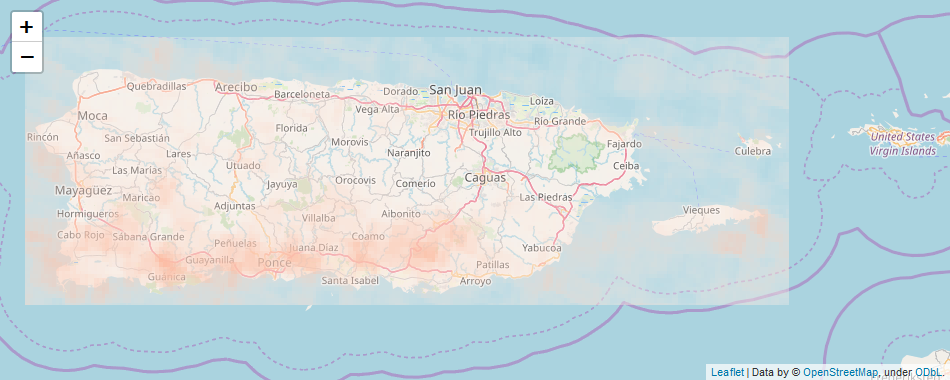 +
−
Quebradillas
Arecibo
Barceloneta
Dorado
San Juan
Loíza
Vega Alta
Río Piedras
Río Grande
Moca
Florida
Trujillo Alto
Rincón
San Sebastián
Morovis
Fajardo
United States
Virgin Islands
Añasco
Lares
Naranjito
Culebra
Utuado
Ceiba
Las Marías
Jayuya
Orocovis
Comerío
Caguas
Mayagüez
Maricao
Las Piedras
Hormigueros
Adjuntas
Villalba
Aibonito
Vieques
Cabo Rojo
Sabana Grande
Peñuelas
Juana Díaz
Coamo
Yabucoa
Guayanilla
Ponce
Patillas
Guánica
Santa Isabel
Arroyo
Leaflet | Data by © OpenStreetMap, under ODbL.